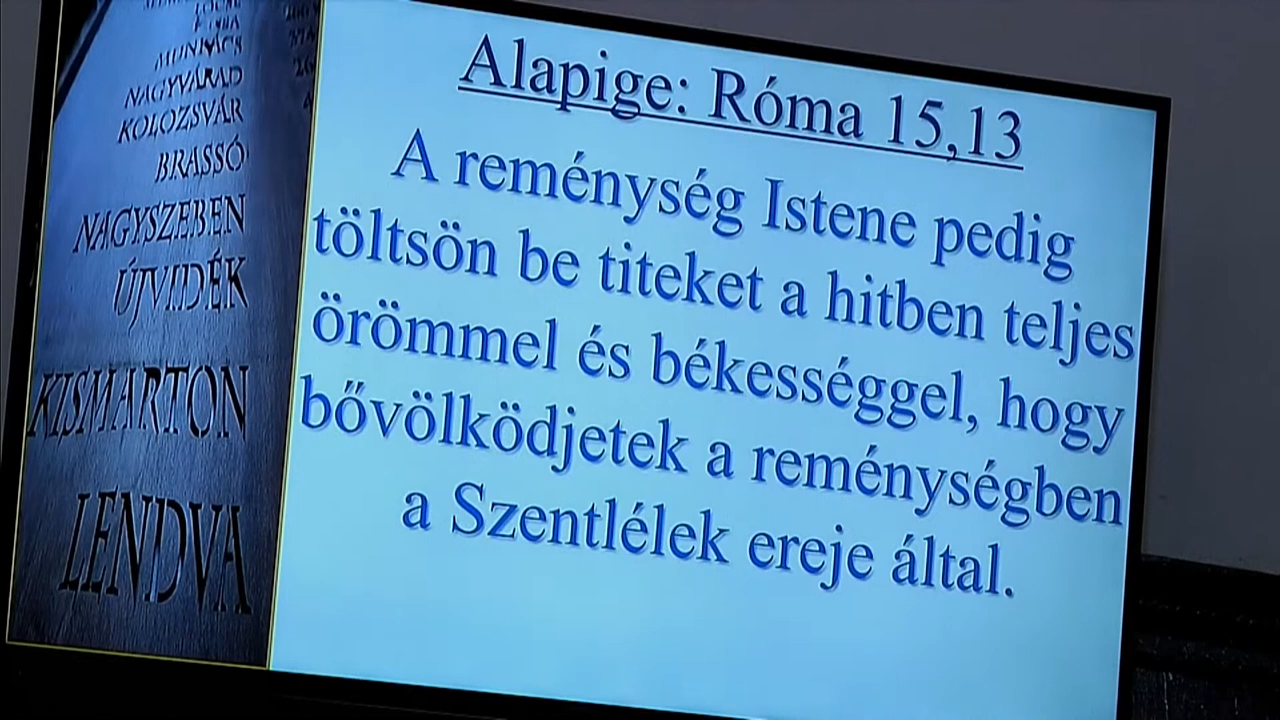 MUNKÁCS
NAGYVÁRAD
KOLOZSVÁR
BRASSÓ
NAGYSZEBEN
ÚJVIDÉK
KISMARTON
LENDVA
Alapige: Róma 15,13
A reménység Istene pedig
töltsön be titeket a hitben teljes
örömmel és békességgel, hogy
bővölködjetek a reménységben
a Szentlélek ereje által.